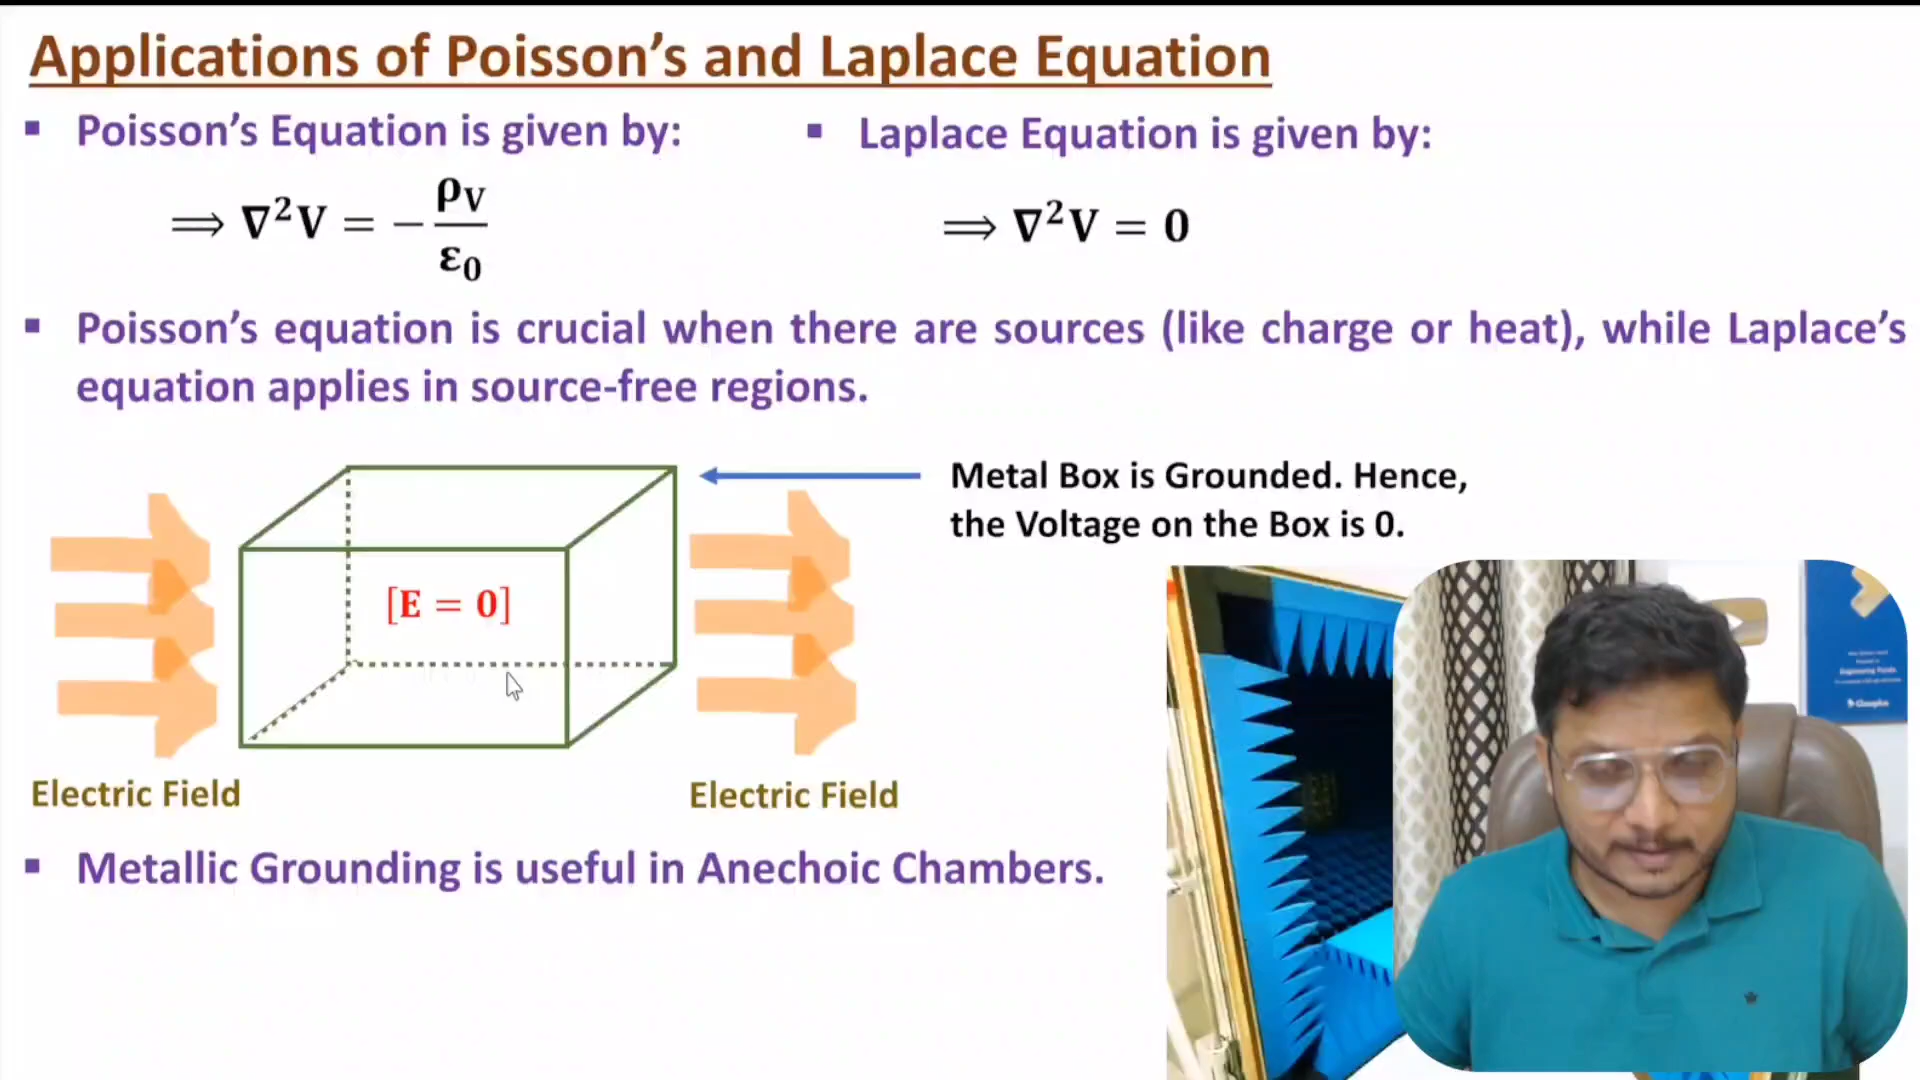 Applications of Poisson’s and Laplace Equation
▪ Poisson’s Equation is given by:
⟹ ∇²V = − ρV / ε0
▪ Laplace Equation is given by:
⟹ ∇²V = 0
▪ Poisson’s equation is crucial when there are sources (like charge or heat), while Laplace’s
equation applies in source-free regions.
Metal Box is Grounded. Hence,
the Voltage on the Box is 0.
[E = 0]
Electric Field
Electric Field
▪ Metallic Grounding is useful in Anechoic Chambers.